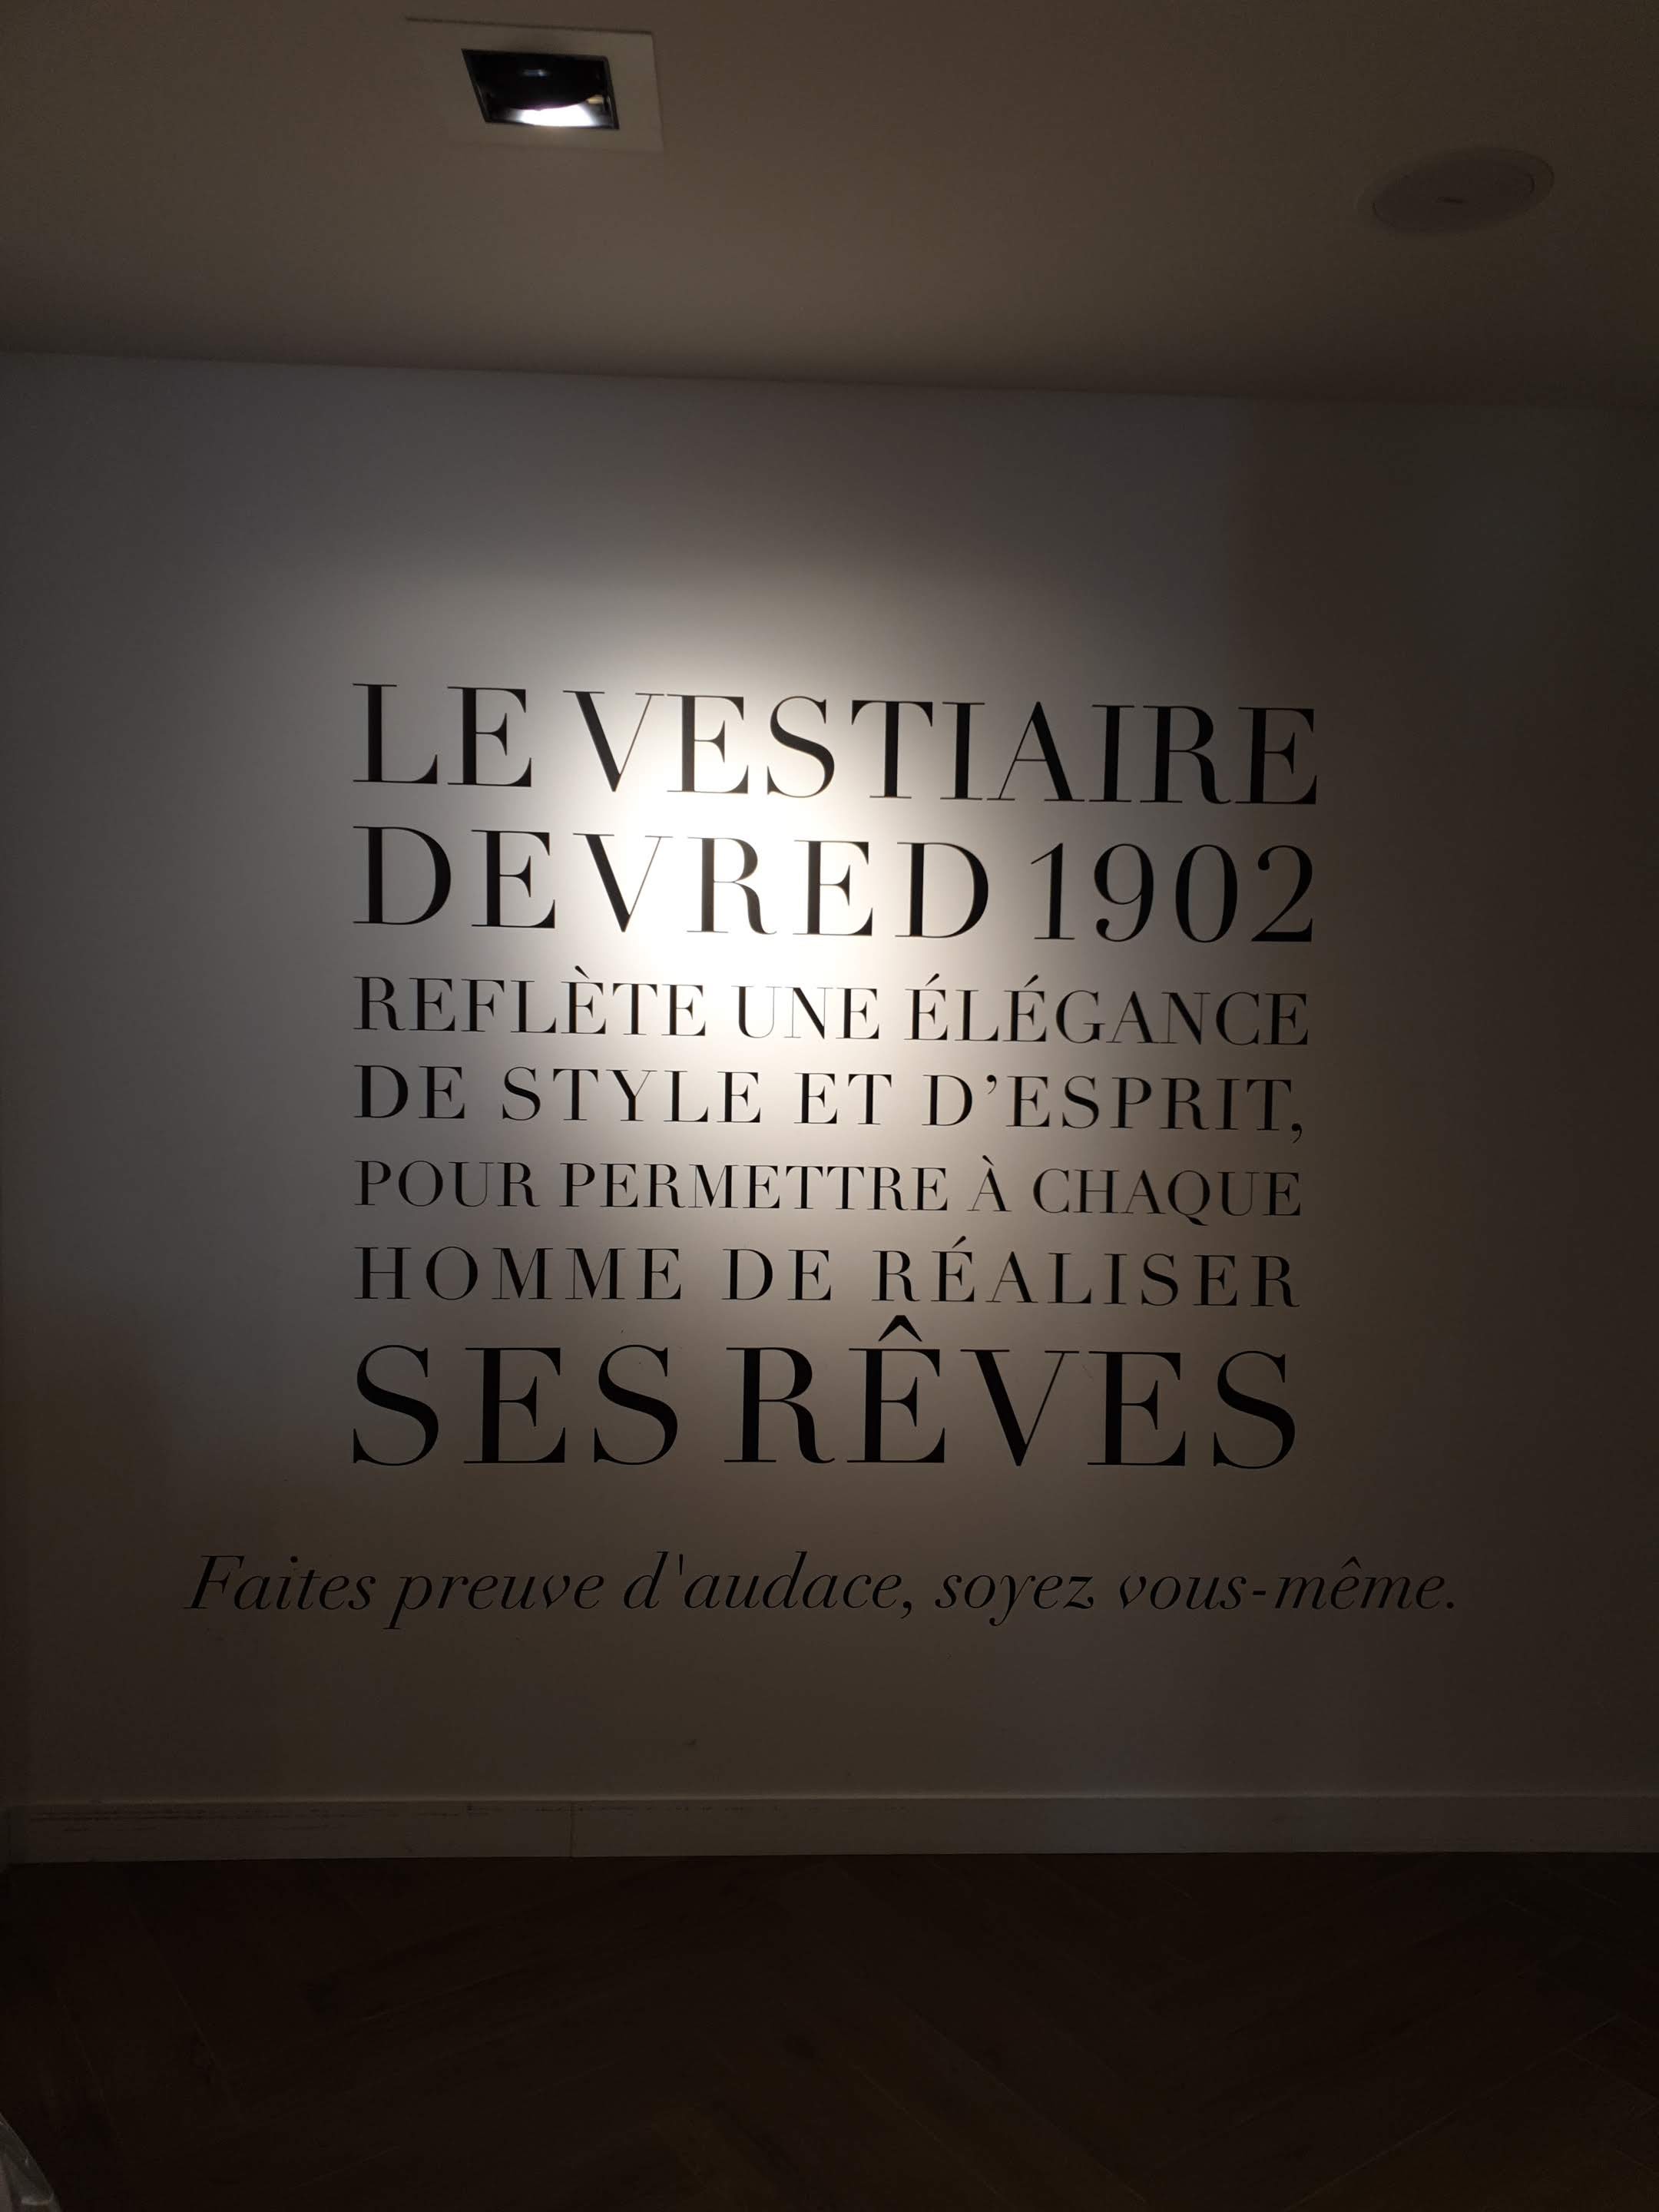 LE VESTIAIRE
DEVRED 1902
REFLÈTE UNE ÉLÉGANCE
DE STYLE ET D’ESPRIT,
POUR PERMETTRE À CHAQUE
HOMME DE RÉALISER
SES RÊVES
Faites preuve d'audace, soyez vous-même.